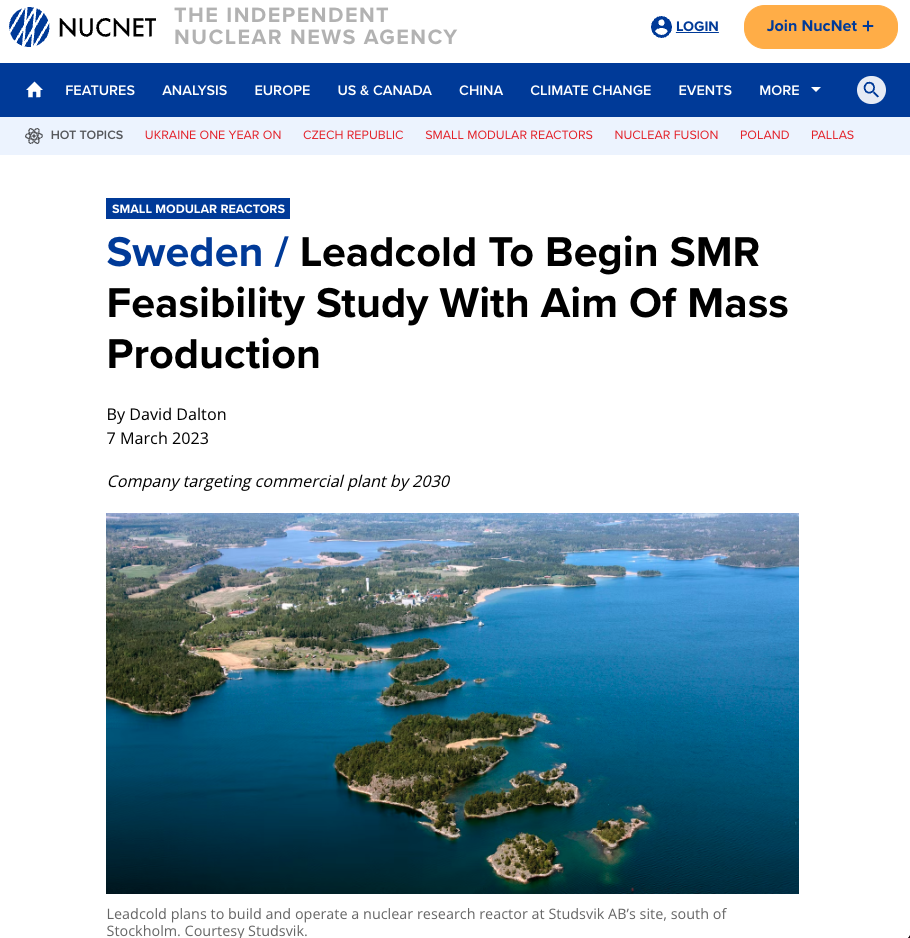 NUCNET
THE INDEPENDENT
NUCLEAR NEWS AGENCY
LOGIN
Join NucNet +
FEATURES ANALYSIS EUROPE US & CANADA CHINA CLIMATE CHANGE EVENTS MORE
HOT TOPICS UKRAINE ONE YEAR ON CZECH REPUBLIC SMALL MODULAR REACTORS NUCLEAR FUSION POLAND PALLAS
SMALL MODULAR REACTORS
Sweden / Leadcold To Begin SMR
Feasibility Study With Aim Of Mass
Production
By David Dalton
7 March 2023
Company targeting commercial plant by 2030
Leadcold plans to build and operate a nuclear research reactor at Studsvik AB’s site, south of
Stockholm. Courtesy Studsvik.